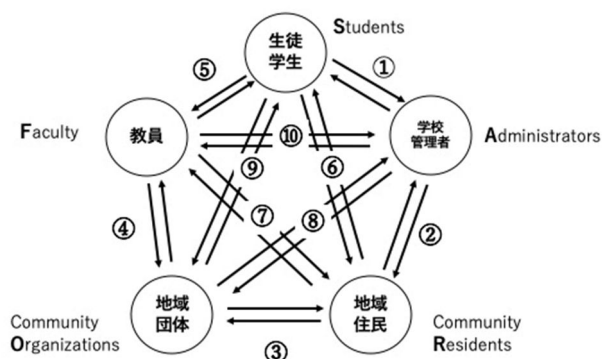 生徒
学生
Students
⑤
①
Faculty
教員
⑩
学校
管理者
Administrators
⑨
⑥
④
⑦
⑧
②
地域
団体
地域
住民
Community
Organizations
③
Community
Residents